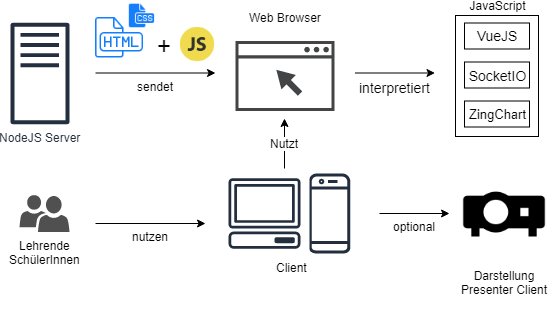 JavaScript
Web Browser
CSS
HTML
+
JS
VueJS
SocketIO
ZingChart
sendet
interpretiert
NodeJS Server
Nutzt
nutzen
optional
Lehrende
SchülerInnen
Client
Darstellung
Presenter Client